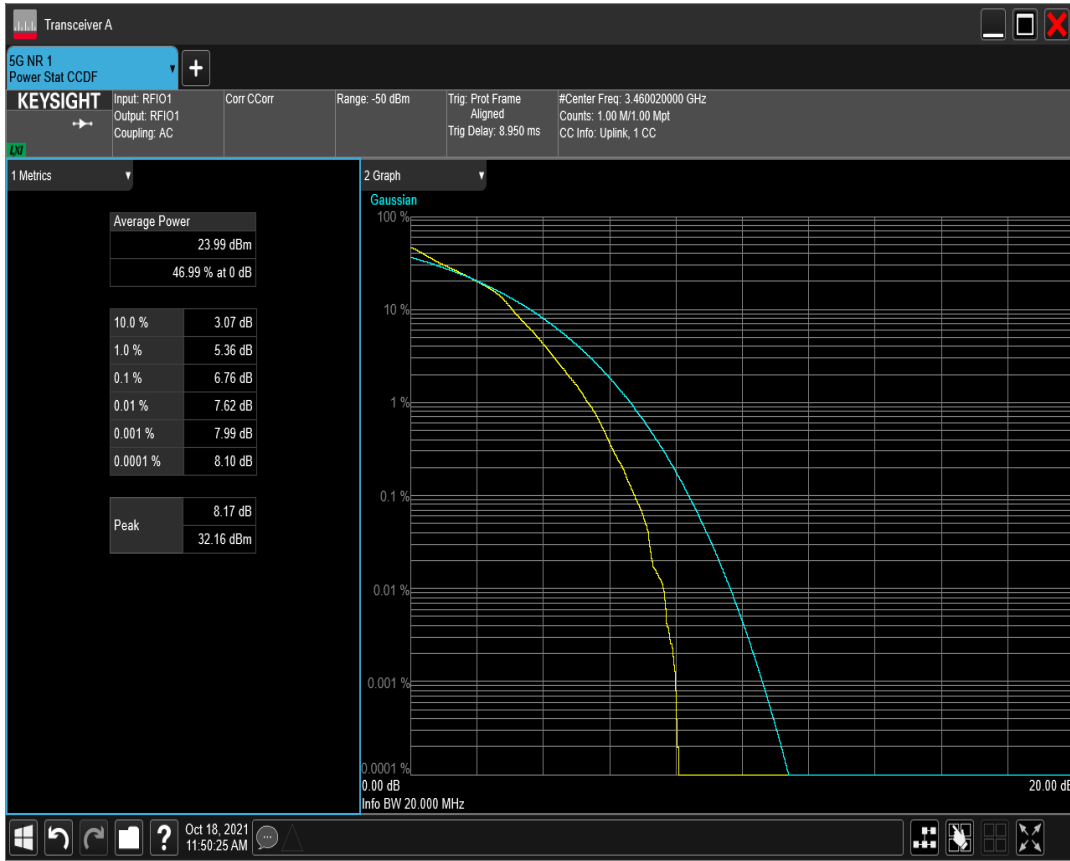 Transceiver A
5G NR 1
Power Stat CCDF
KEYSIGHT
LXI
Input: RFIO1
Output: RFIO1
Coupling: AC
Corr CCorr
Range: -50 dBm
Trig: Prot Frame
Aligned
Trig Delay: 8.950 ms
#Center Freq: 3.460020000 GHz
Counts: 1.00 M/1.00 Mpt
CC Info: Uplink, 1 CC
1 Metrics
Average Power
23.99 dBm
46.99 % at 0 dB
10.0 % 3.07 dB
1.0 % 5.36 dB
0.1 % 6.76 dB
0.01 % 7.62 dB
0.001 % 7.99 dB
0.0001 % 8.10 dB
Peak
8.17 dB
32.16 dBm
2 Graph
Gaussian
100 %
10 %
1 %
0.1 %
0.01 %
0.001 %
0.0001 %
0.00 dB 20.00 dB
Info BW 20.000 MHz
? Oct 18, 2021
11:50:25 AM